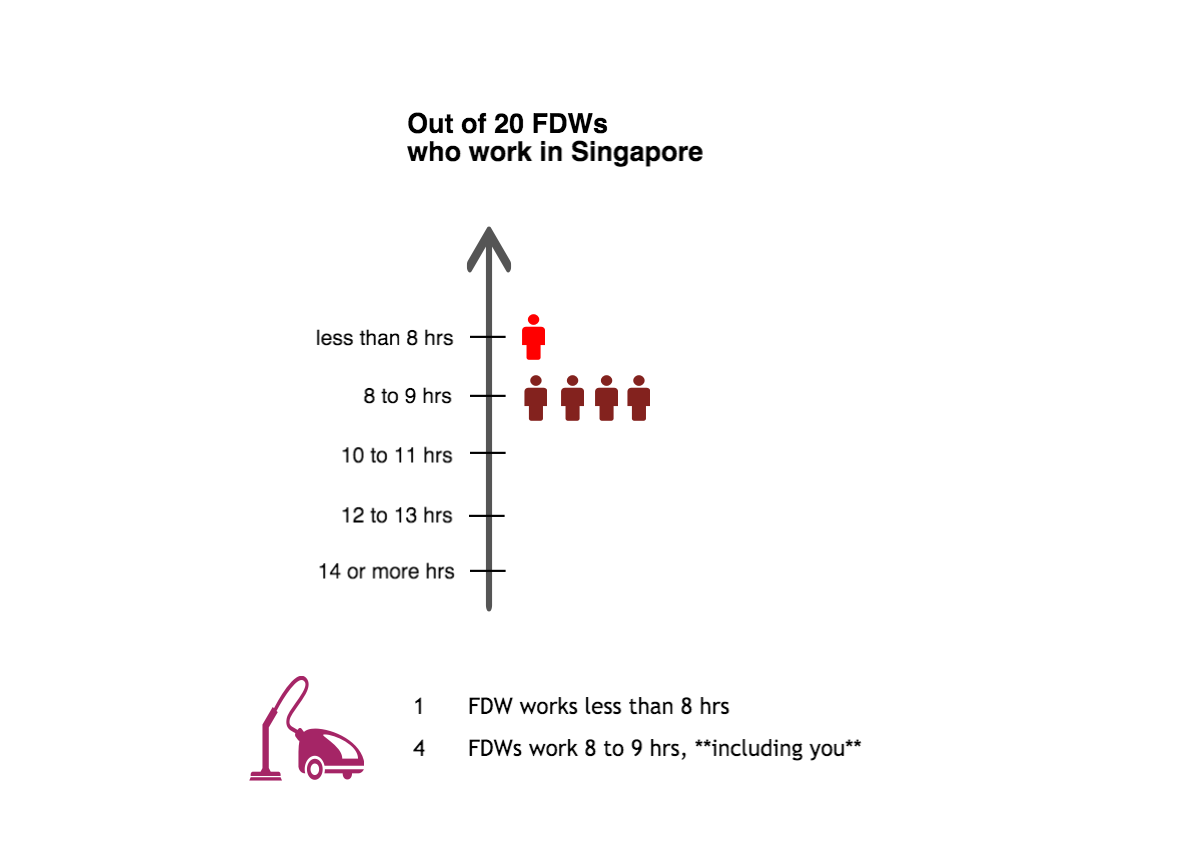 Out of 20 FDWs
who work in Singapore
less than 8 hrs
8 to 9 hrs
10 to 11 hrs
12 to 13 hrs
14 or more hrs
1 FDW works less than 8 hrs
4 FDWs work 8 to 9 hrs, **including you**